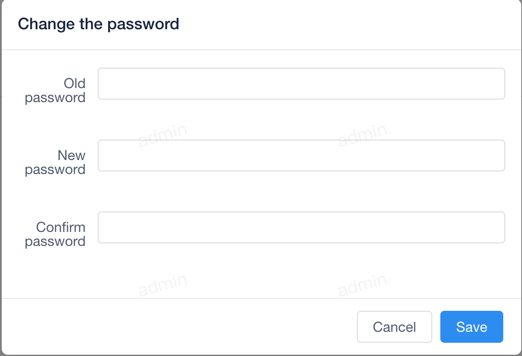 Change the password
Old
password
admin admin
New
password
Confirm
password
admin admin
Cancel Save